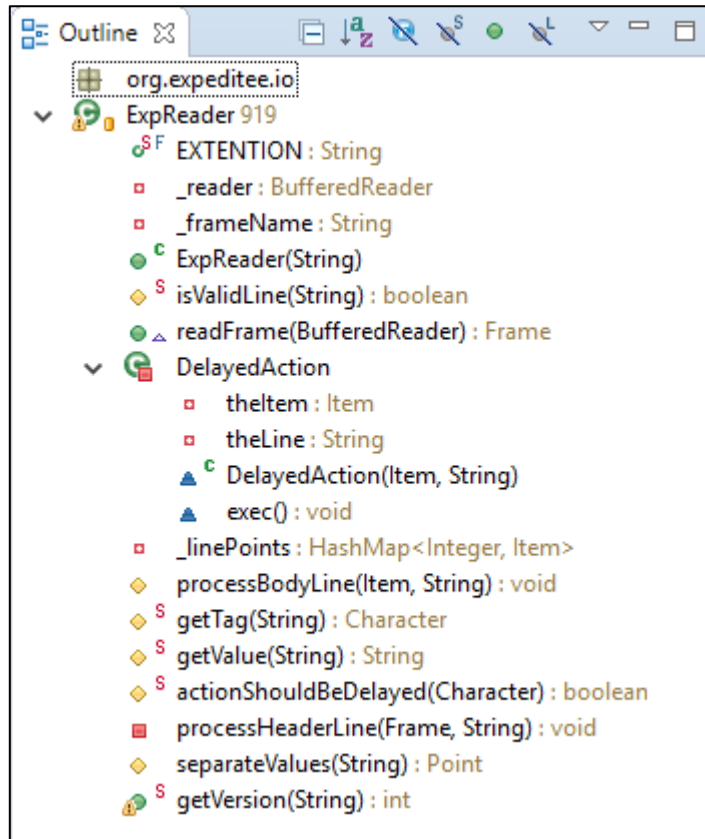 Outline
org.expeditee.io
ExpReader 919
S F EXTENTION : String
_reader : BufferedReader
_frameName : String
C ExpReader(String)
S isValidLine(String) : boolean
readFrame(BufferedReader) : Frame
DelayedAction
theItem : Item
theLine : String
C DelayedAction(Item, String)
exec() : void
_linePoints : HashMap<Integer, Item>
processBodyLine(Item, String) : void
S getTag(String) : Character
S getValue(String) : String
S actionShouldBeDelayed(Character) : boolean
processHeaderLine(Frame, String) : void
separateValues(String) : Point
S getVersion(String) : int